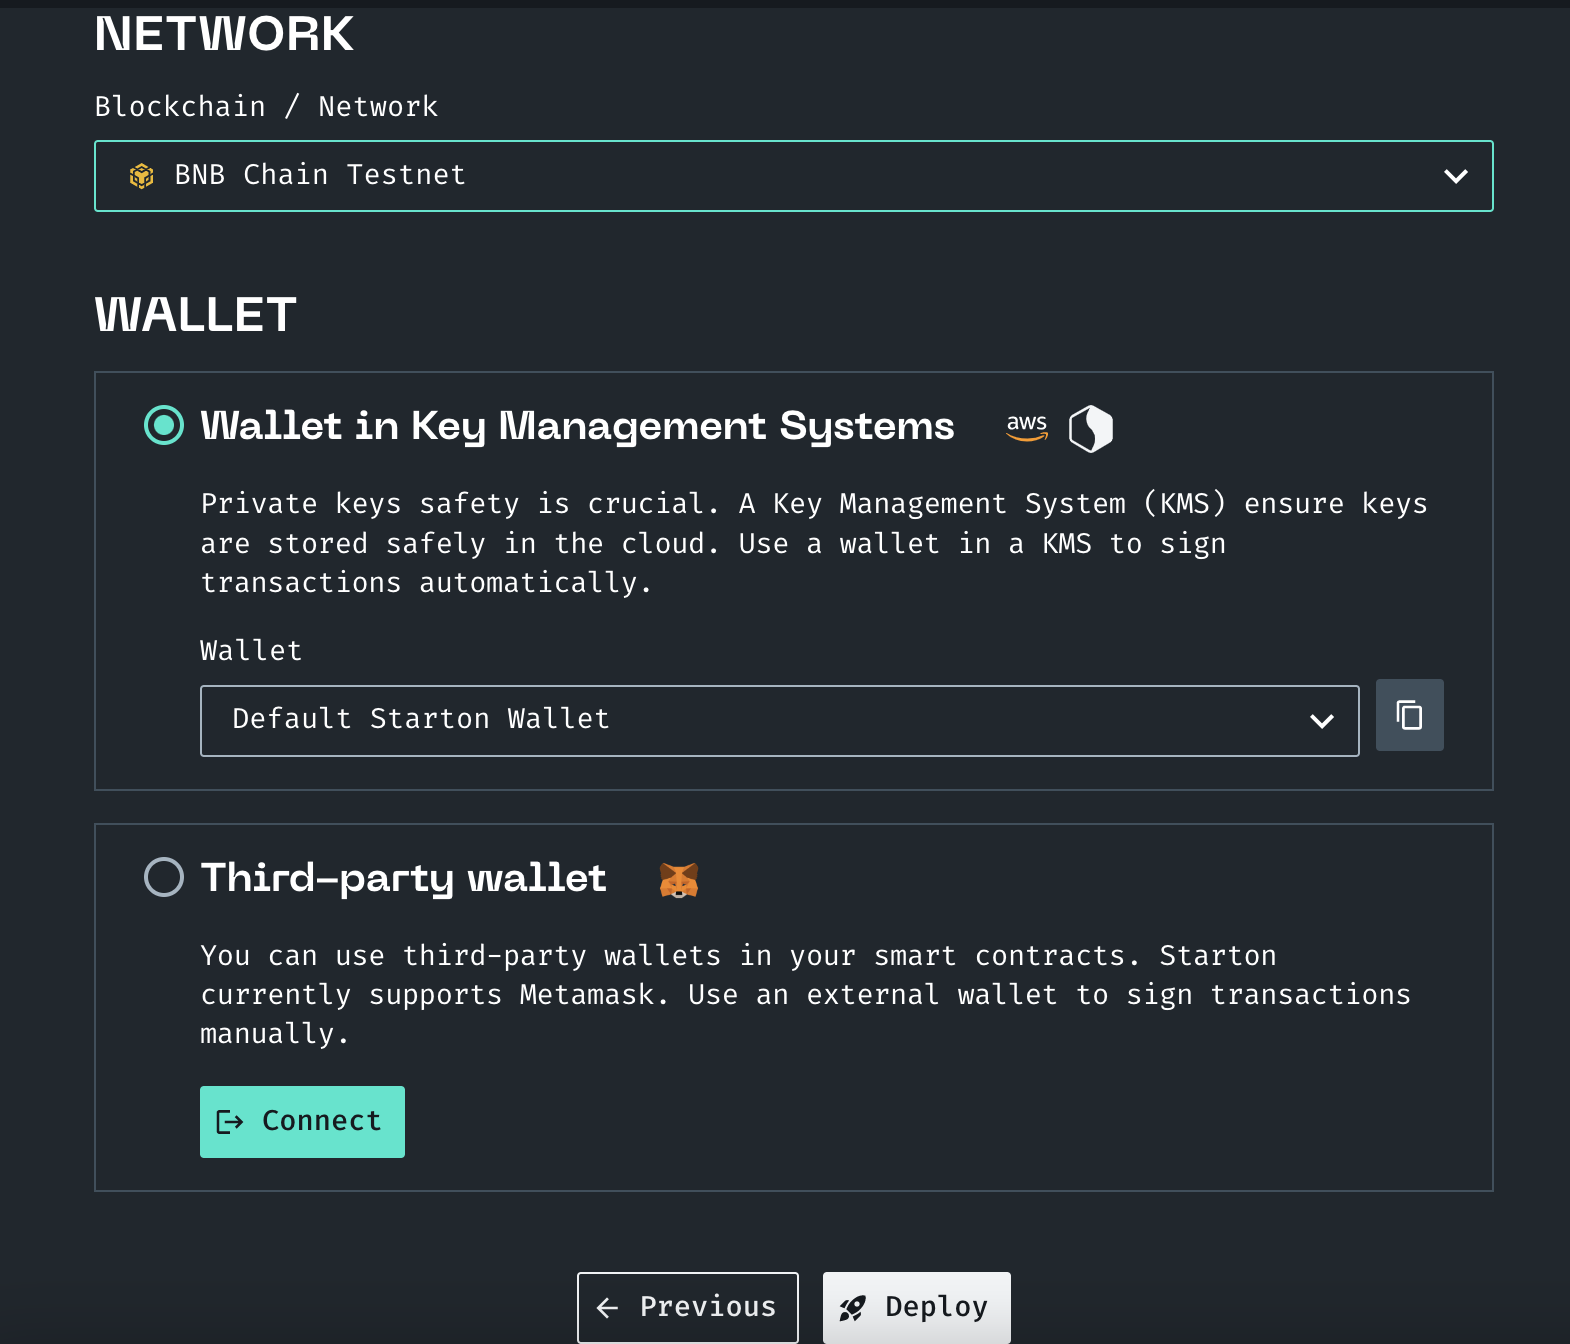 NETWORK
Blockchain / Network
BNB Chain Testnet
WALLET
Wallet in Key Management Systems aws
Private keys safety is crucial. A Key Management System (KMS) ensure keys
are stored safely in the cloud. Use a wallet in a KMS to sign
transactions automatically.
Wallet
Default Starton Wallet
Third-party wallet
You can use third-party wallets in your smart contracts. Starton
currently supports Metamask. Use an external wallet to sign transactions
manually.
Connect
Previous
Deploy